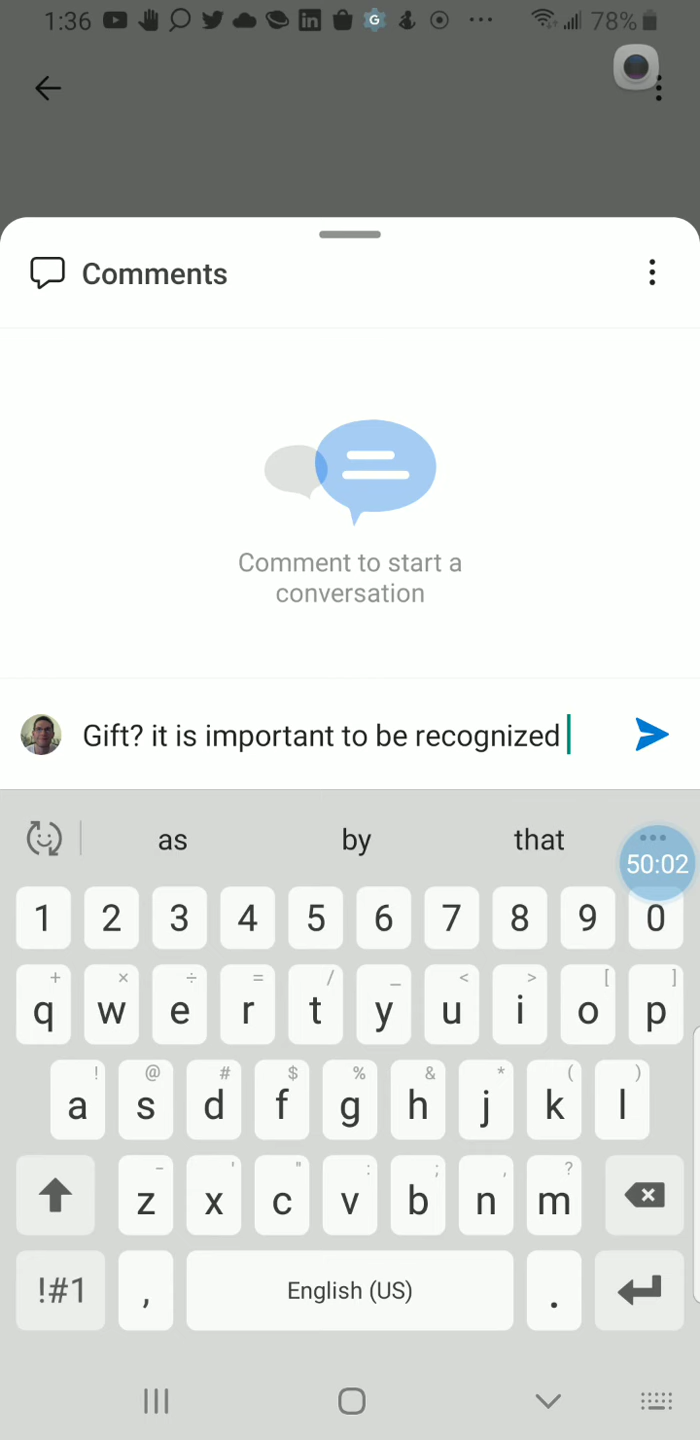 1:36 78%
Comments
Comment to start a
conversation
Gift? it is important to be recognized
as by that
50:02
1 2 3 4 5 6 7 8 9 0
+ × ÷ = / _ < > [ ]
q w e r t y u i o p
! @ # $ % & * ( )
a s d f g h j k l
- ' " : ; , ?
z x c v b n m
!#1 , English (US) .